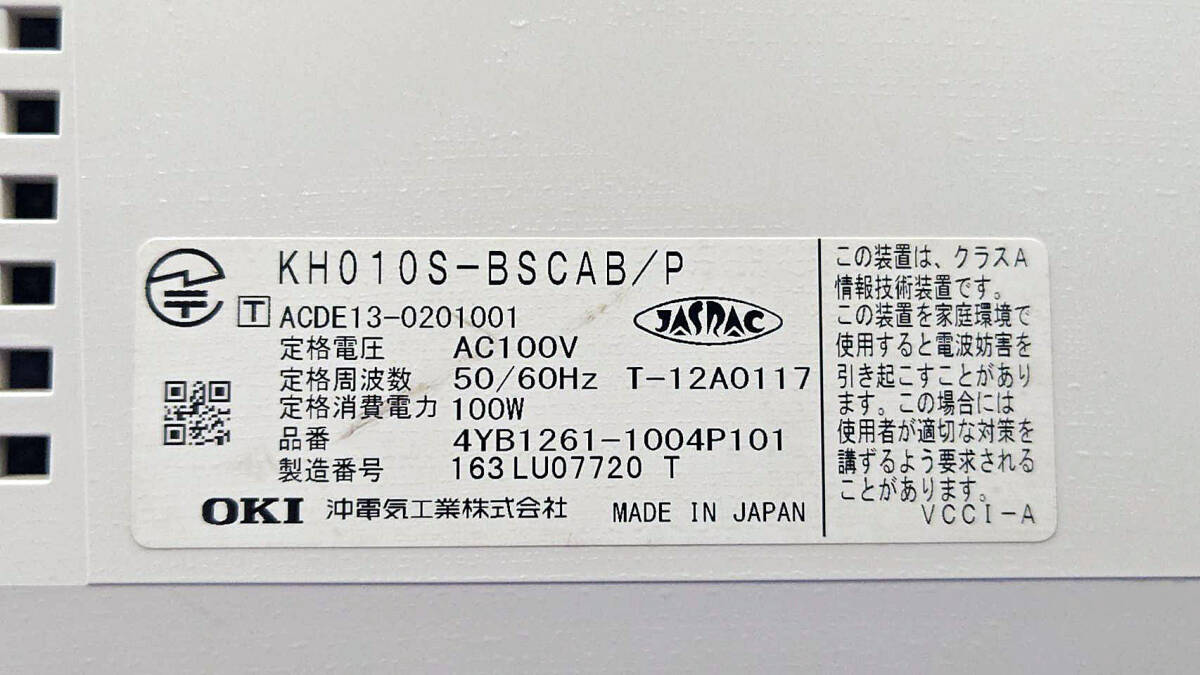 KH010S-BSCAB/P
T ACDE13-0201001
JASRAC
定格電圧 AC100V
定格周波数 50/60Hz T-12A0117
定格消費電力 100W
品番 4YB1261-1004P101
製造番号 163LU07720 T
OKI 沖電気工業株式会社 MADE IN JAPAN
この装置は、クラスA
情報技術装置です。
この装置を家庭環境で
使用すると電波妨害を
引き起こすことがあり
ます。この場合には
使用者が適切な対策を
講ずるよう要求される
ことがあります。
VCCI-A